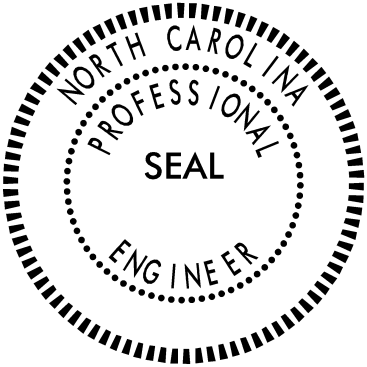 NORTH CAROLINA
PROFESSIONAL
SEAL
ENGINEER